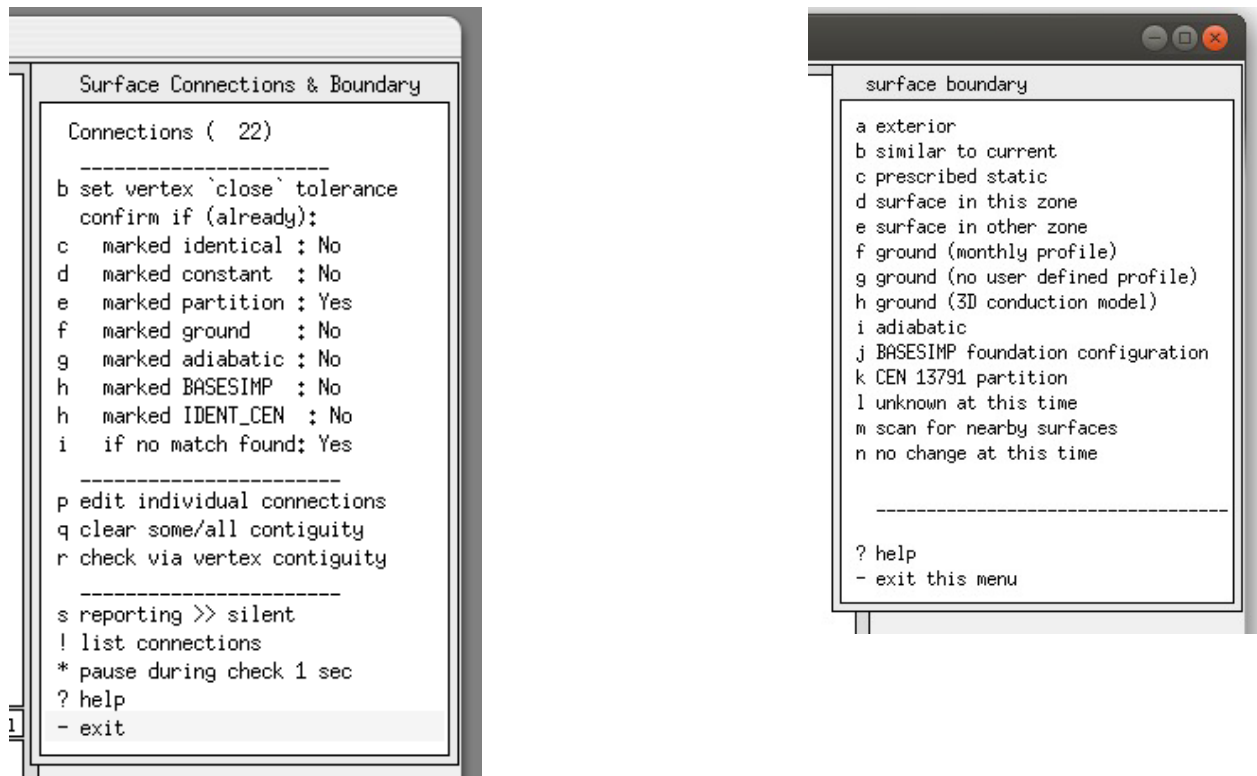 Surface Connections & Boundary
Connections (  22)
b set vertex `close` tolerance
confirm if (already):
c   marked identical : No
d   marked constant  : No
e   marked partition : Yes
f   marked ground    : No
g   marked adiabatic : No
h   marked BASESIMP  : No
h   marked IDENT_CEN  : No
i   if no match found: Yes
p edit individual connections
q clear some/all contiguity
r check via vertex contiguity
s reporting >> silent
! list connections
* pause during check 1 sec
? help
- exit
surface boundary
a exterior
b similar to current
c prescribed static
d surface in this zone
e surface in other zone
f ground (monthly profile)
g ground (no user defined profile)
h ground (3D conduction model)
i adiabatic
j BASESIMP foundation configuration
k CEN 13791 partition
l unknown at this time
m scan for nearby surfaces
n no change at this time
? help
- exit this menu